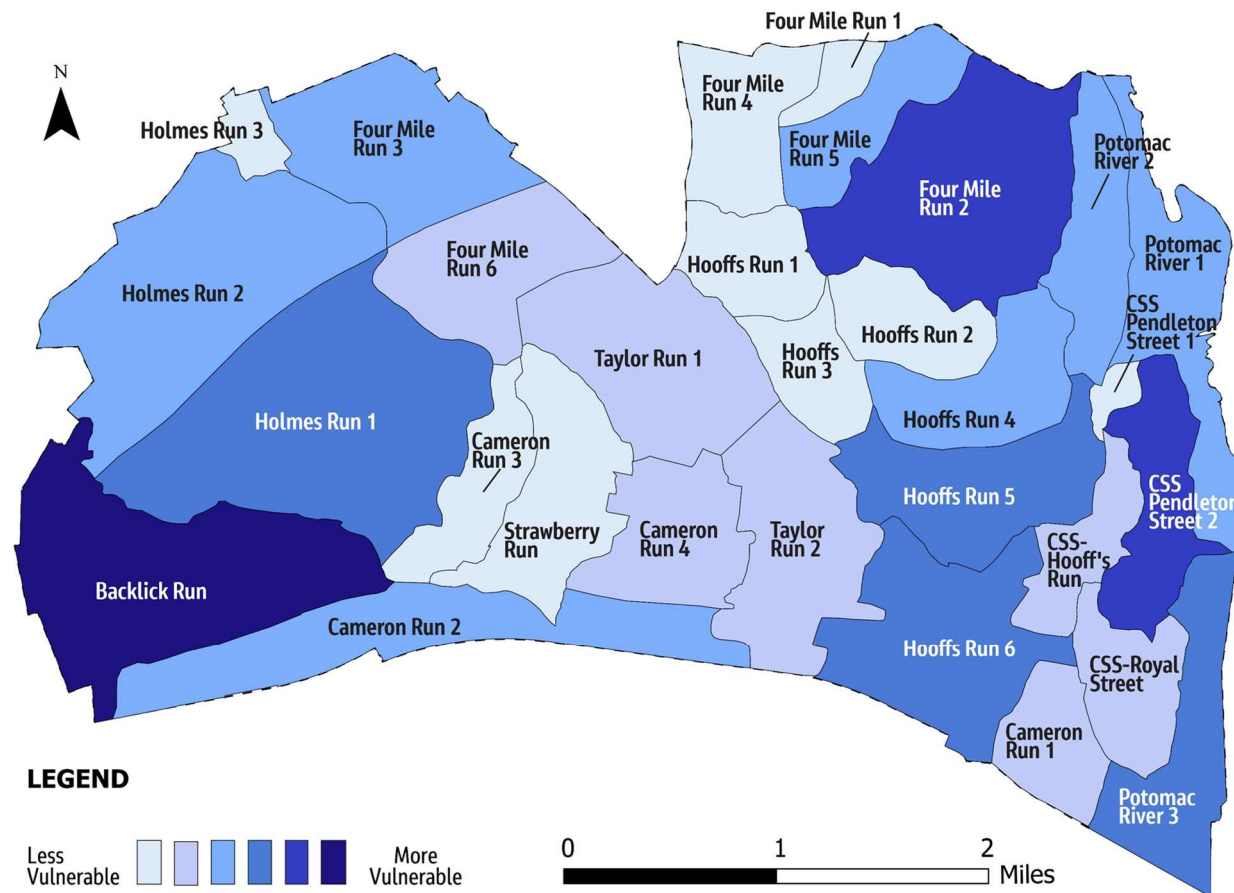 Four Mile Run 1
N
Four Mile
Run 4
Holmes Run 3
Four Mile
Run 3
Four Mile
Run 5
Potomac
River 2
Four Mile
Run 2
Four Mile
Run 6
Hooffs Run 1
Potomac
River 1
Holmes Run 2
CSS
Pendleton
Street 1
Hooffs Run 2
Taylor Run 1
Hooffs
Run 3
Holmes Run 1
Hooffs Run 4
Cameron
Run 3
Hooffs Run 5
CSS
Pendleton
Street 2
Strawberry
Run
Cameron
Run 4
Taylor
Run 2
CSS-
Hooff's
Run
Backlick Run
Cameron Run 2
Hooffs Run 6
CSS-Royal
Street
Cameron
Run 1
Potomac
River 3
LEGEND
Less
Vulnerable
More
Vulnerable
0 1 2
Miles